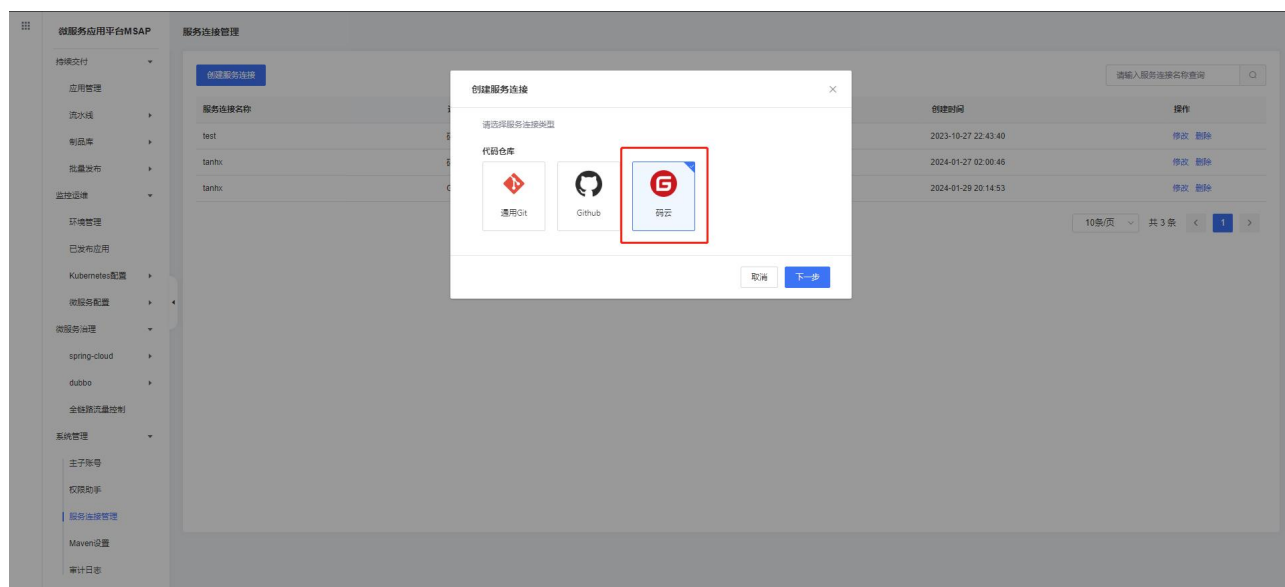 微服务应用平台MSAP
服务连接管理
持续交付
应用管理
流水线
制品库
批量发布
监控运维
环境管理
已发布应用
Kubernetes配置
微服务配置
微服务治理
spring-cloud
dubbo
全链路流量控制
系统管理
主子账号
权限助手
服务连接管理
Maven设置
审计日志
创建服务连接
请输入服务连接名称查询
服务连接名称
创建时间
操作
test
2023-10-27 22:43:40
修改 删除
tanhx
2024-01-27 02:00:46
修改 删除
tanhx
2024-01-29 20:14:53
修改 删除
10条/页
共 3 条
1
创建服务连接
请选择服务连接类型
代码仓库
通用Git
Github
码云
取消
下一步